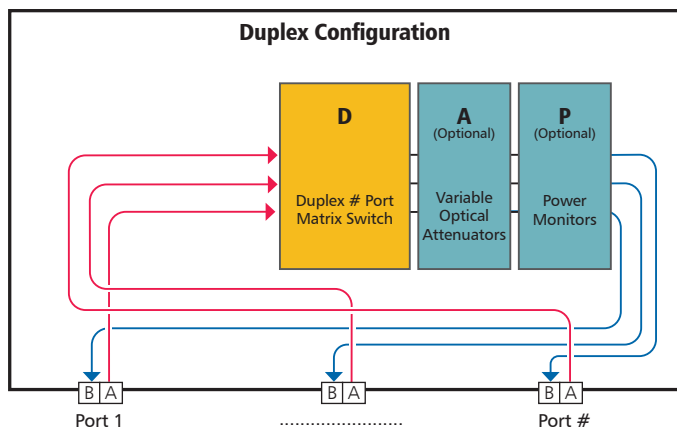 Duplex Configuration
D
Duplex # Port
Matrix Switch
A
(Optional)
Variable
Optical
Attenuators
P
(Optional)
Power
Monitors
B A
B A
B A
Port 1
.......................
Port #